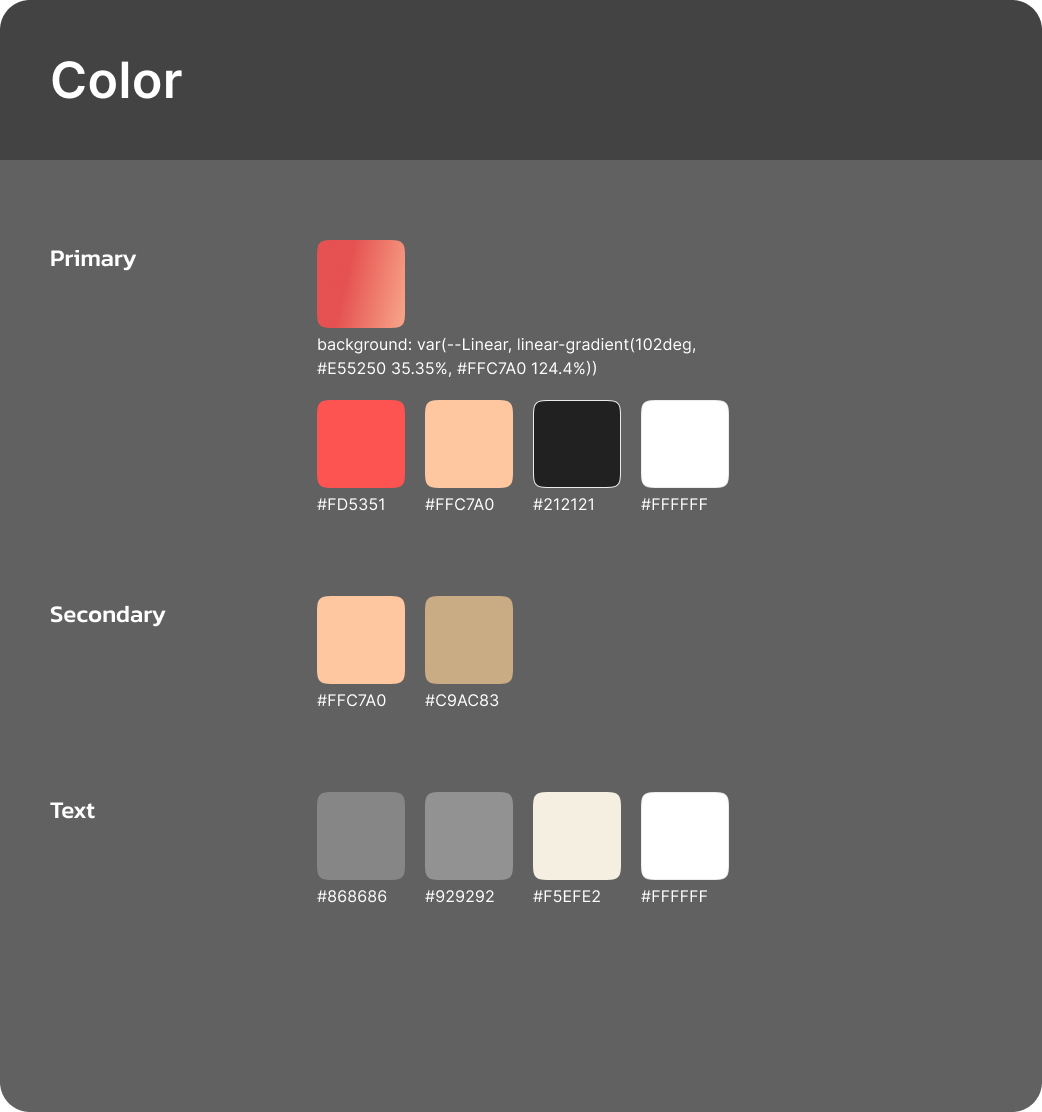 Color
Primary
background: var(--Linear, linear-gradient(102deg,
#E55250 35.35%, #FFC7A0 124.4%))
#FD5351 #FFC7A0 #212121 #FFFFFF
Secondary
#FFC7A0 #C9AC83
Text
#868686 #929292 #F5EFE2 #FFFFFF